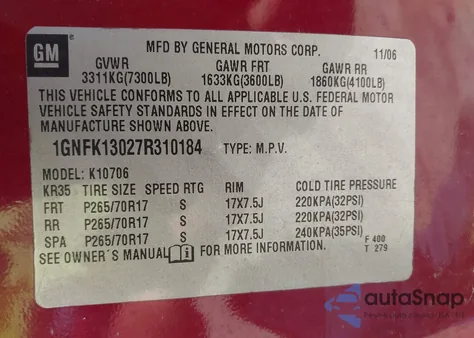 GM
MFD BY GENERAL MOTORS CORP. 11/06
GVWR GAWR FRT GAWR RR
3311KG(7300LB) 1633KG(3600LB) 1860KG(4100LB)
THIS VEHICLE CONFORMS TO ALL APPLICABLE U.S. FEDERAL MOTOR
VEHICLE SAFETY STANDARDS IN EFFECT ON THE DATE OF
MANUFACTURE SHOWN ABOVE.
1GNFK13027R310184 TYPE: M.P.V.
MODEL: K10706
KR35 TIRE SIZE SPEED RTG RIM COLD TIRE PRESSURE
FRT P265/70R17 S 17X7.5J 220KPA(32PSI)
RR P265/70R17 S 17X7.5J 220KPA(32PSI)
SPA P265/70R17 S 17X7.5J 240KPA(35PSI)
SEE OWNER'S MANUAL F 400
T 279
autoSnap